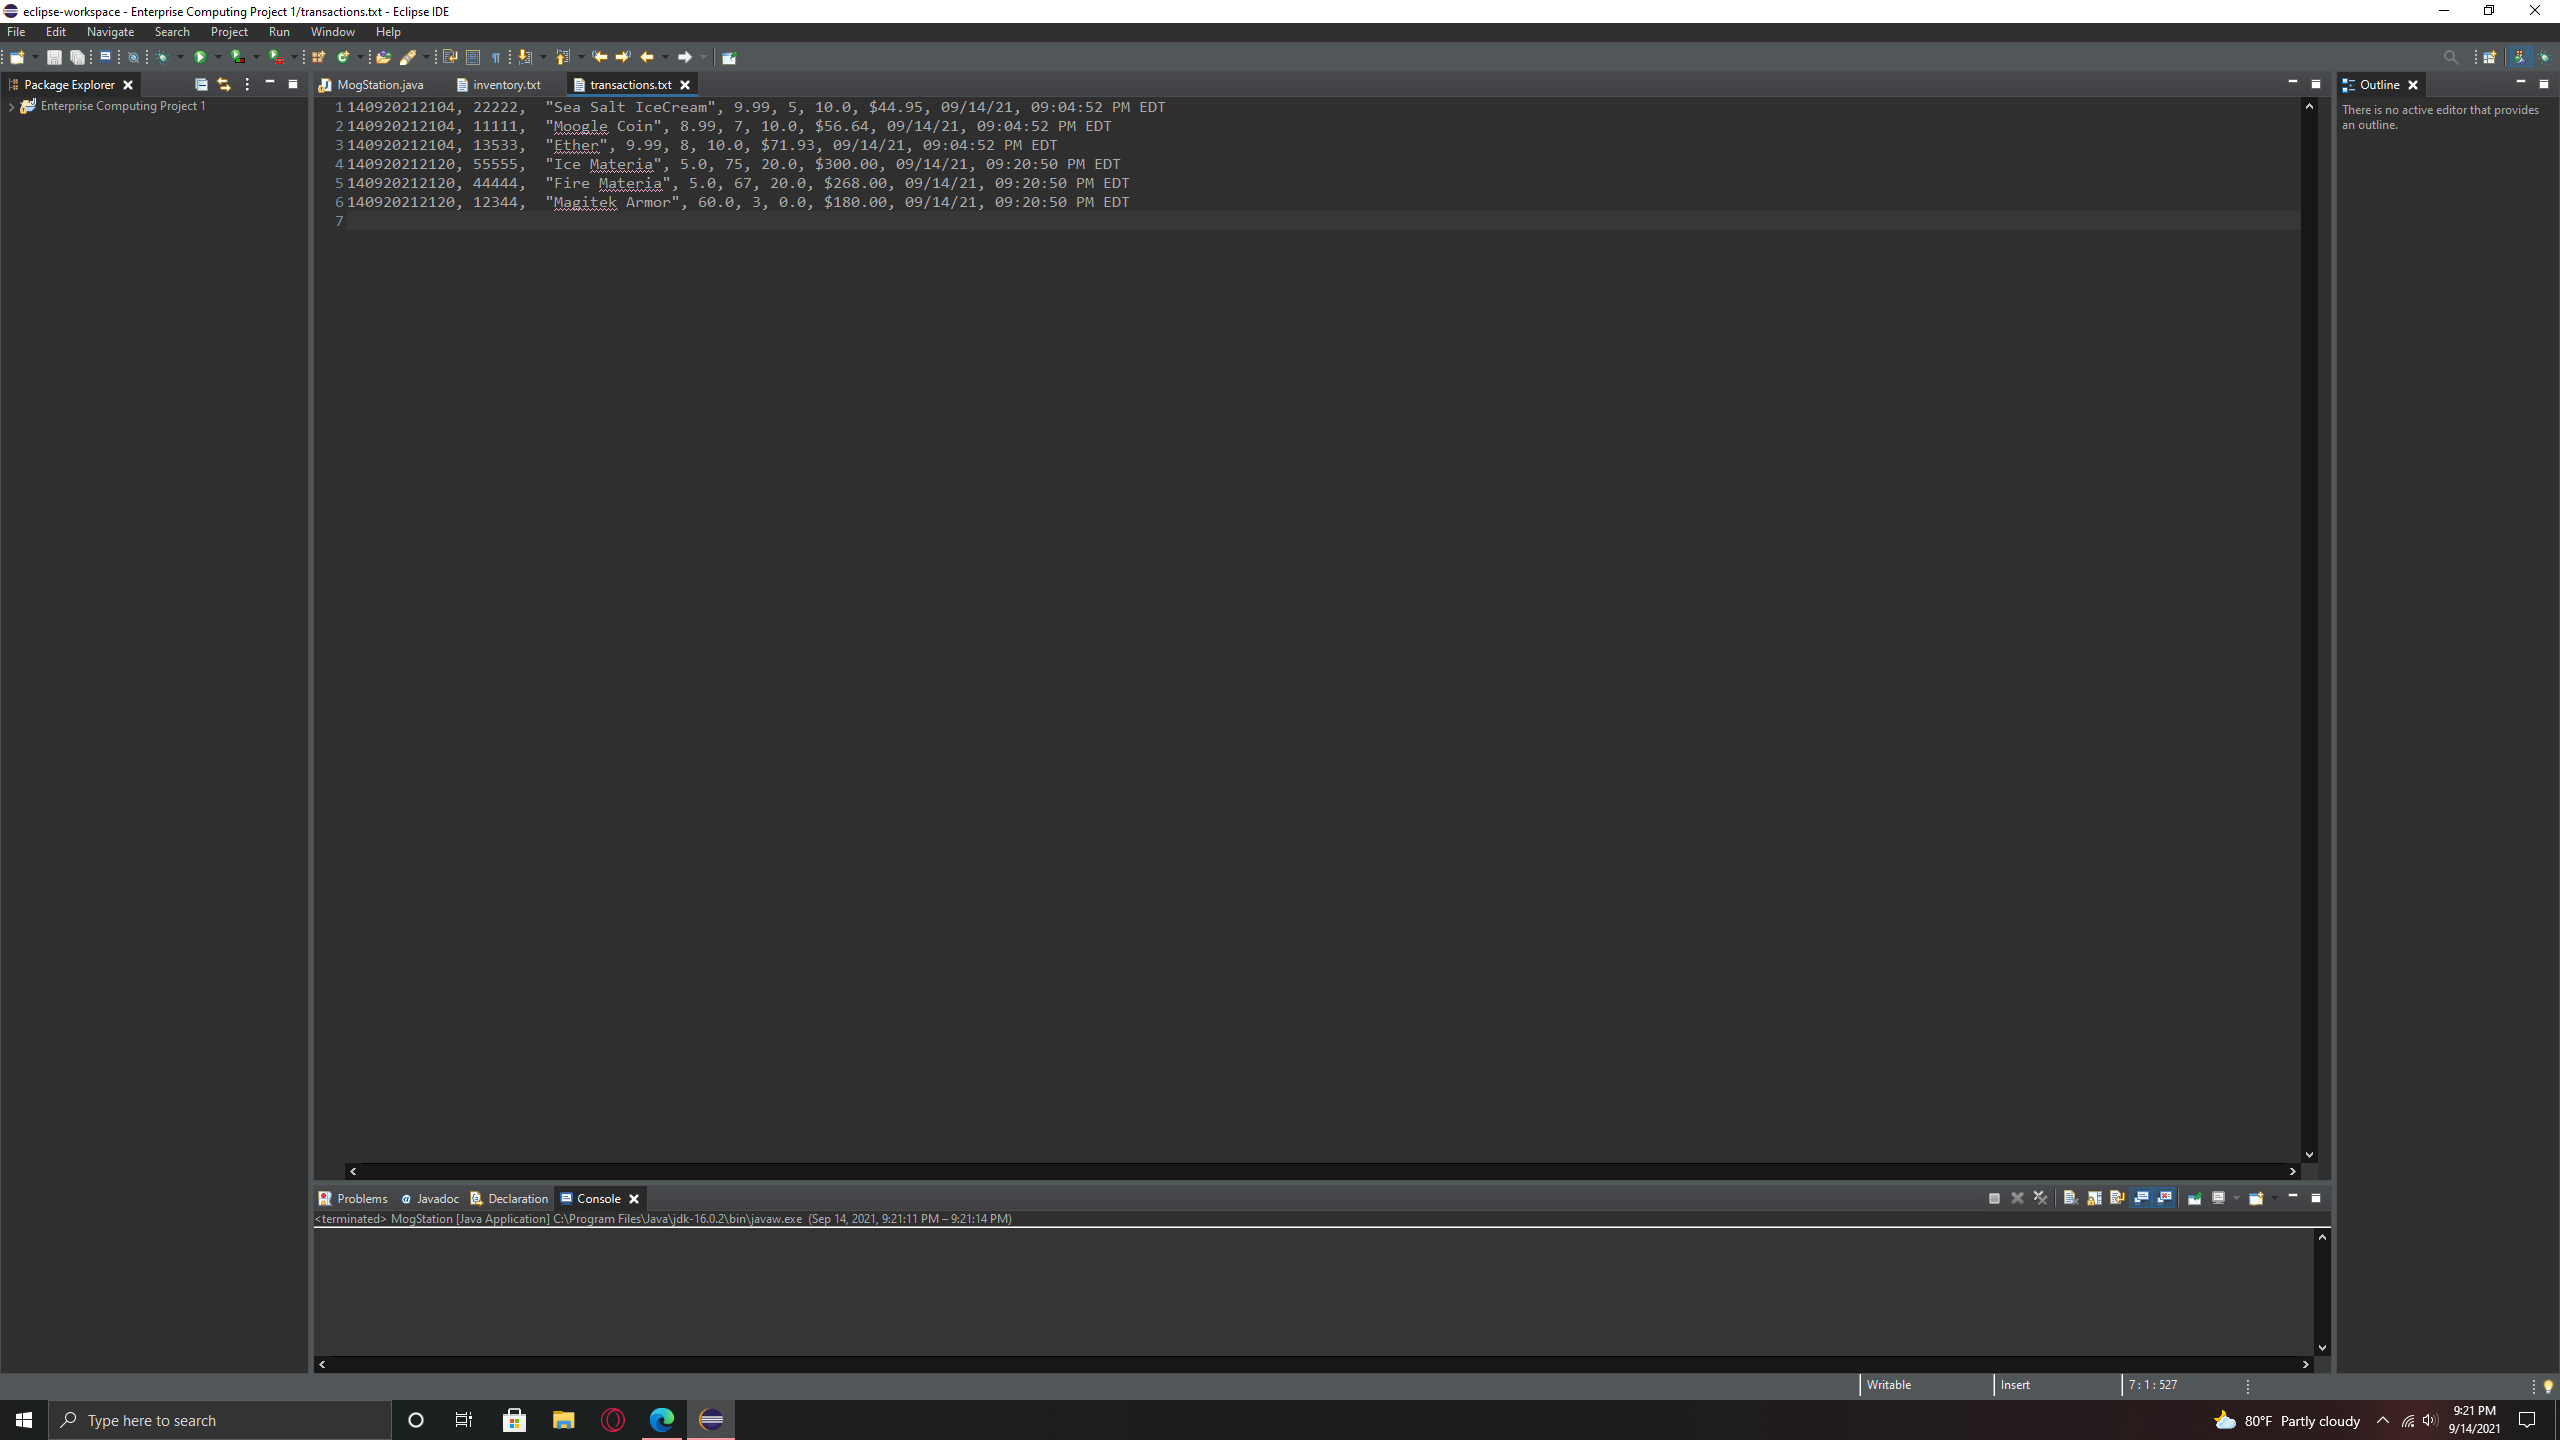 eclipse-workspace - Enterprise Computing Project 1/transactions.txt - Eclipse IDE
File Edit Navigate Search Project Run Window Help
Package Explorer
Enterprise Computing Project 1
MogStation.java inventory.txt transactions.txt
1 140920212104, 22222,  "Sea Salt IceCream", 9.99, 5, 10.0, $44.95, 09/14/21, 09:04:52 PM EDT
2 140920212104, 11111,  "Moogle Coin", 8.99, 7, 10.0, $56.64, 09/14/21, 09:04:52 PM EDT
3 140920212104, 13533,  "Ether", 9.99, 8, 10.0, $71.93, 09/14/21, 09:04:52 PM EDT
4 140920212120, 55555,  "Ice Materia", 5.0, 75, 20.0, $300.00, 09/14/21, 09:20:50 PM EDT
5 140920212120, 44444,  "Fire Materia", 5.0, 67, 20.0, $268.00, 09/14/21, 09:20:50 PM EDT
6 140920212120, 12344,  "Magitek Armor", 60.0, 3, 0.0, $180.00, 09/14/21, 09:20:50 PM EDT
7
Outline
There is no active editor that provides
an outline.
Problems Javadoc Declaration Console
<terminated> MogStation [Java Application] C:\Program Files\Java\jdk-16.0.2\bin\javaw.exe  (Sep 14, 2021, 9:21:11 PM – 9:21:14 PM)
Writable Insert 7 : 1 : 527
Type here to search
80°F Partly cloudy
9:21 PM
9/14/2021